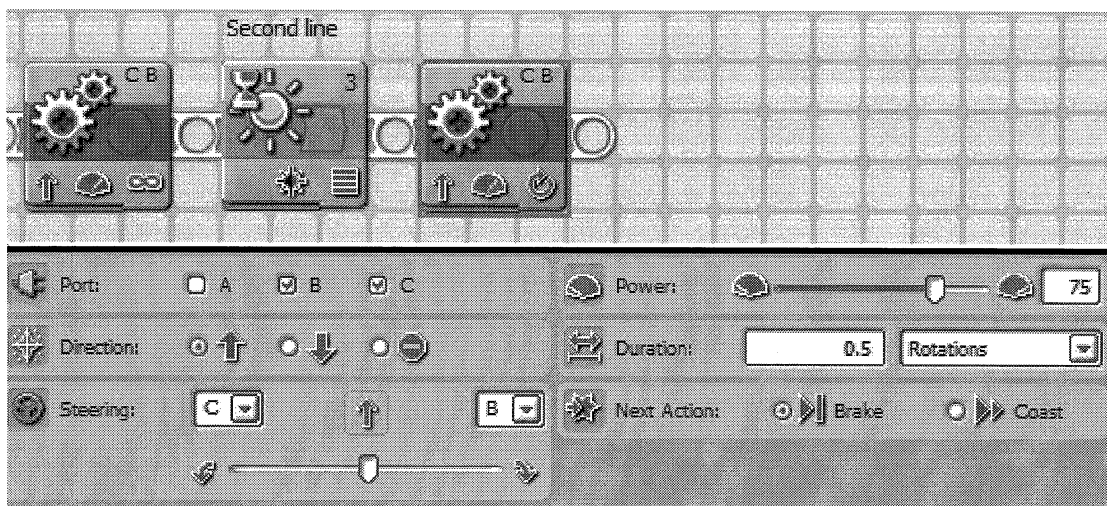 Second line
C B
3
C B
Port: A B C
Power: 75
Direction:
Duration: 0.5 Rotations
Steering: C B
Next Action: Brake Coast